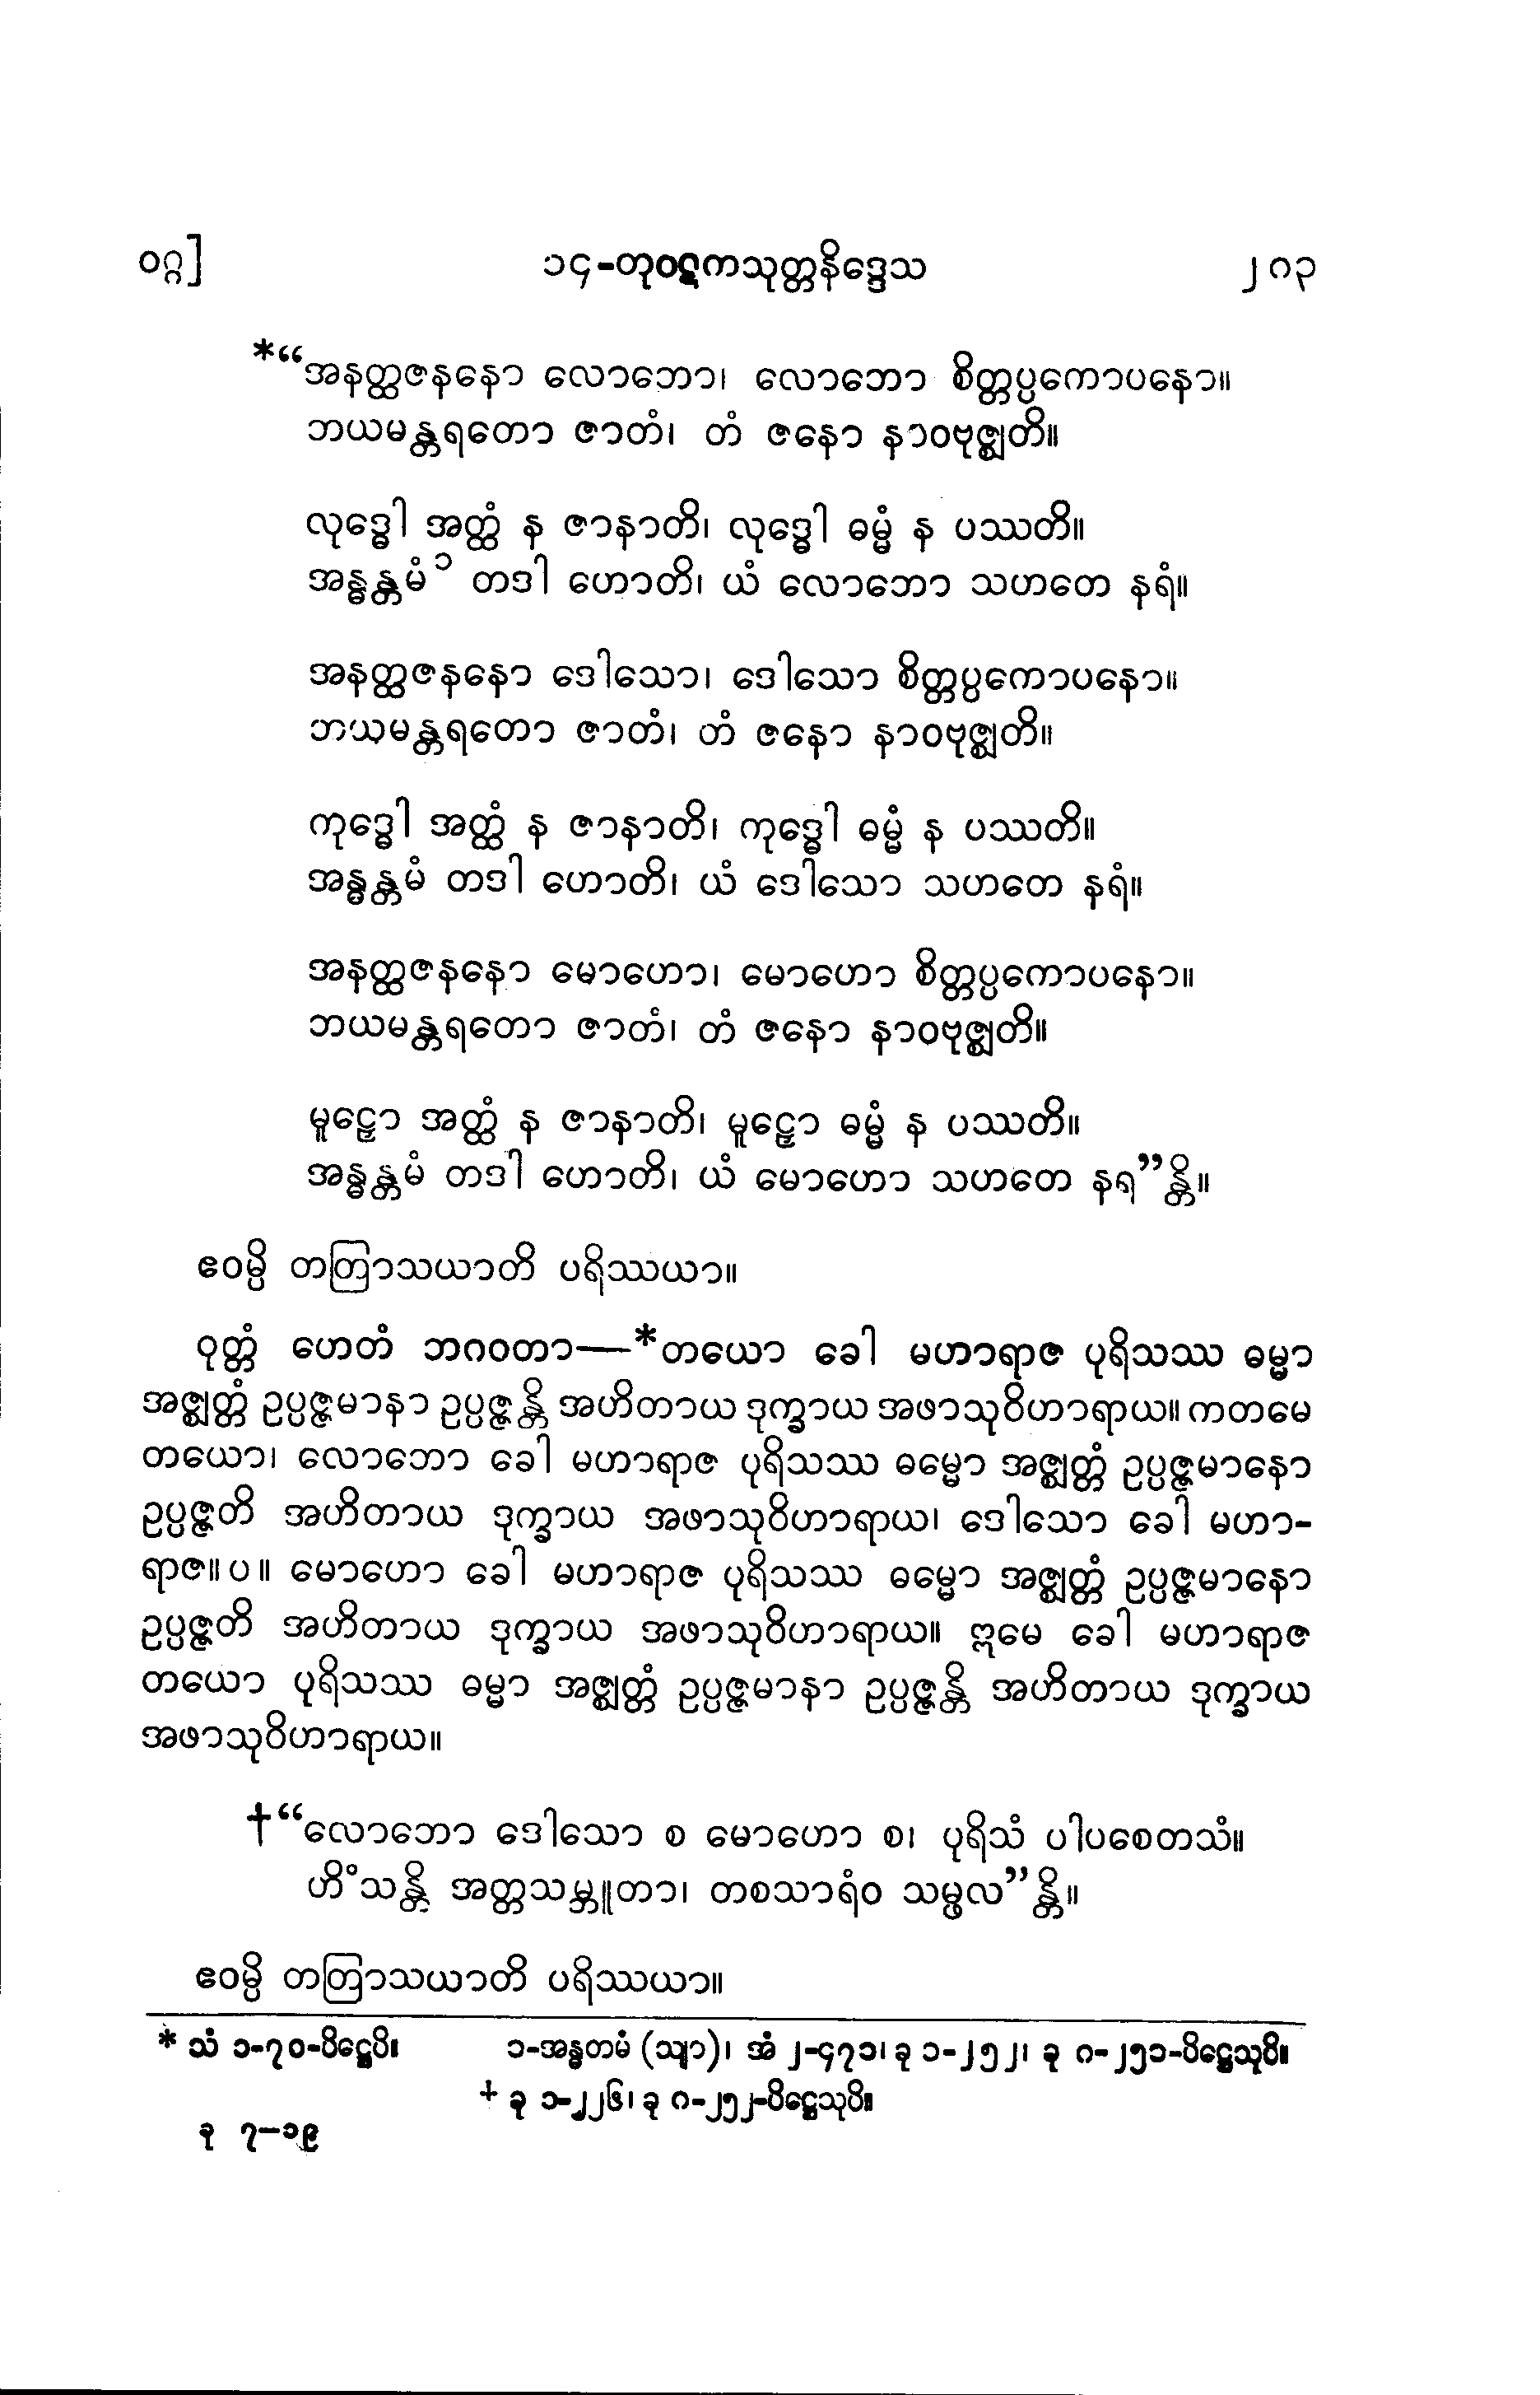 ဝဂ္ဂ] ၁၄-တုဝဋ္ဋကသုတ္တနိဒ္ဒေသ ၂၈၃
*“အနတ္ထဇနနော လောဘော၊ လောဘော စိတ္တပ္ပကောပနော။
ဘယမန္တရတော ဇာတံ၊ တံ ဇနော နာဝဗုဇ္ဈတိ။
လုဒ္ဓေါ အတ္ထံ န ဇာနာတိ၊ လုဒ္ဓေါ ဓမ္မံ န ပဿတိ။
အန္ဓန္တမံ၁ တဒါ ဟောတိ၊ ယံ လောဘော သဟတေ နရံ။
အနတ္ထဇနနော ဒေါသော၊ ဒေါသော စိတ္တပ္ပကောပနော။
ဘယမန္တရတော ဇာတံ၊ တံ ဇနော နာဝဗုဇ္ဈတိ။
ကုဒ္ဓေါ အတ္ထံ န ဇာနာတိ၊ ကုဒ္ဓေါ ဓမ္မံ န ပဿတိ။
အန္ဓန္တမံ တဒါ ဟောတိ၊ ယံ ဒေါသော သဟတေ နရံ။
အနတ္ထဇနနော မောဟော၊ မောဟော စိတ္တပ္ပကောပနော။
ဘယမန္တရတော ဇာတံ၊ တံ ဇနော နာဝဗုဇ္ဈတိ။
မူဠှော အတ္ထံ န ဇာနာတိ၊ မူဠှော ဓမ္မံ န ပဿတိ။
အန္ဓန္တမံ တဒါ ဟောတိ၊ ယံ မောဟော သဟတေ နရ”န္တိ။
ဧဝမ္ပိ တတြာသယာတိ ပရိဿယာ။
ဝုတ္တံ ဟေတံ ဘဂဝတာ—*တယော ခေါ မဟာရာဇ ပုရိသဿ ဓမ္မာ
အဇ္ဈတ္တံ ဥပ္ပဇ္ဇမာနာ ဥပ္ပဇ္ဇန္တိ အဟိတာယ ဒုက္ခာယ အဖာသုဝိဟာရာယ။ ကတမေ
တယော၊ လောဘော ခေါ မဟာရာဇ ပုရိသဿ ဓမ္မော အဇ္ဈတ္တံ ဥပ္ပဇ္ဇမာနော
ဥပ္ပဇ္ဇတိ အဟိတာယ ဒုက္ခာယ အဖာသုဝိဟာရာယ၊ ဒေါသော ခေါ မဟာ-
ရာဇ။ပ။ မောဟော ခေါ မဟာရာဇ ပုရိသဿ ဓမ္မော အဇ္ဈတ္တံ ဥပ္ပဇ္ဇမာနော
ဥပ္ပဇ္ဇတိ အဟိတာယ ဒုက္ခာယ အဖာသုဝိဟာရာယ။ ဣမေ ခေါ မဟာရာဇ
တယော ပုရိသဿ ဓမ္မာ အဇ္ဈတ္တံ ဥပ္ပဇ္ဇမာနာ ဥပ္ပဇ္ဇန္တိ အဟိတာယ ဒုက္ခာယ
အဖာသုဝိဟာရာယ။
†“လောဘော ဒေါသော စ မောဟော စ၊ ပုရိသံ ပါပစေတသံ။
ဟိံသန္တိ အတ္တသမ္ဘူတာ၊ တစသာရံဝ သမ္ဖလ”န္တိ။
ဧဝမ္ပိ တတြာသယာတိ ပရိဿယာ။
* သံ ၁-၇၀-ပိဋ္ဌေပိ။ ၁-အန္ဓတမံ (သျာ)၊ အံ ၂-၄၇၁၊ ခု ၁-၂၅၂၊ ခု ၈-၂၅၁-ပိဋ္ဌေသုပိ။
+ ခု ၁-၂၂၆၊ ခု ၈-၂၅၂-ပိဋ္ဌေသုပိ။
ခု ၇—၁၉